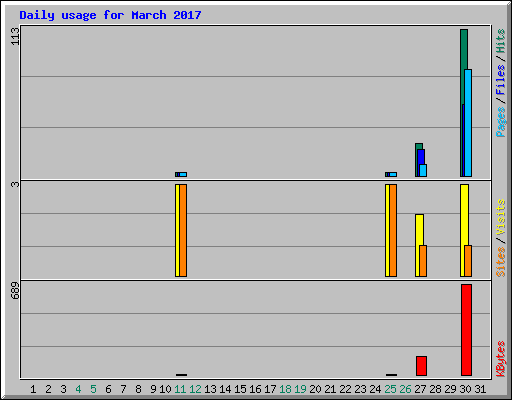 Daily usage for March 2017
113
Pages / Files / Hits
3
Sites / Visits
689
KBytes
1 2 3 4 5 6 7 8 9 10 11 12 13 14 15 16 17 18 19 20 21 22 23 24 25 26 27 28 29 30 31